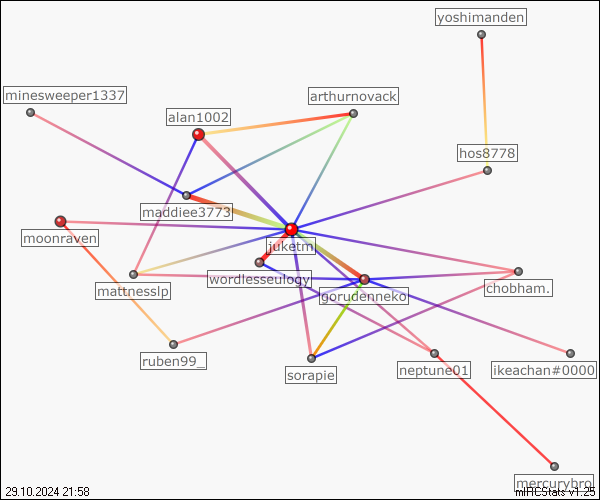 yoshimanden
minesweeper1337
arthurnovack
alan1002
hos8778
maddiee3773
moonraven
juketm
wordlesseulogy
mattnesslp
gorudenneko
chobham.
ruben99_
sorapie
neptune01
ikeachan#0000
mercurybro
29.10.2024 21:58
mIRCStats v1.25